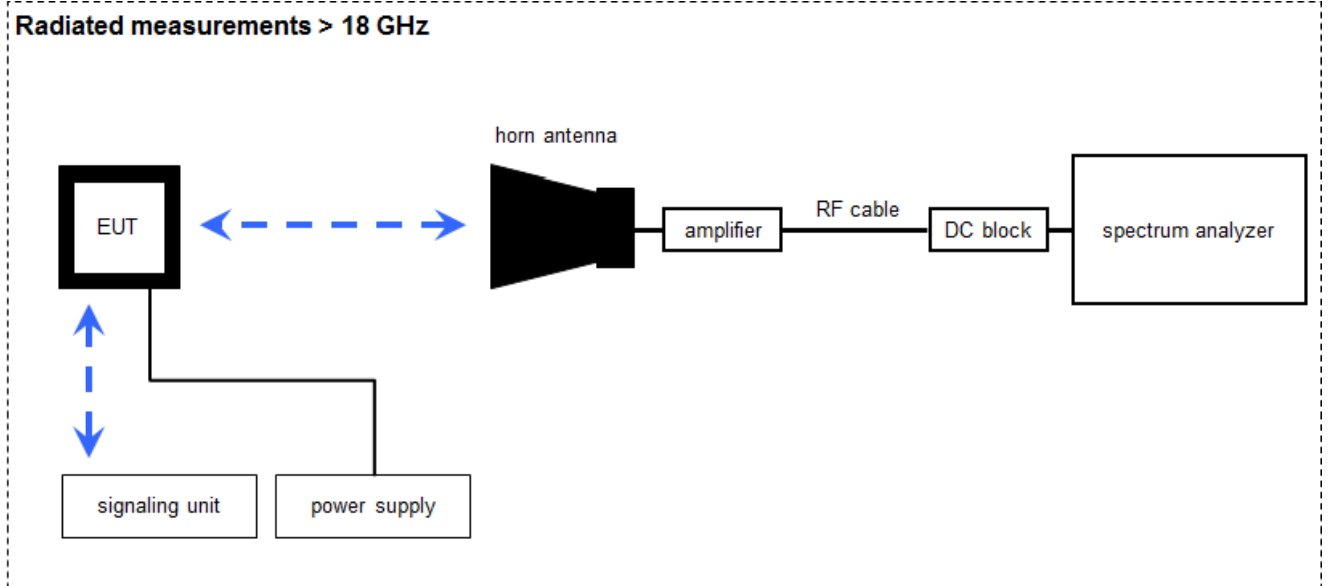 Radiated measurements > 18 GHz
horn antenna
EUT
amplifier
RF cable
DC block
spectrum analyzer
signaling unit
power supply